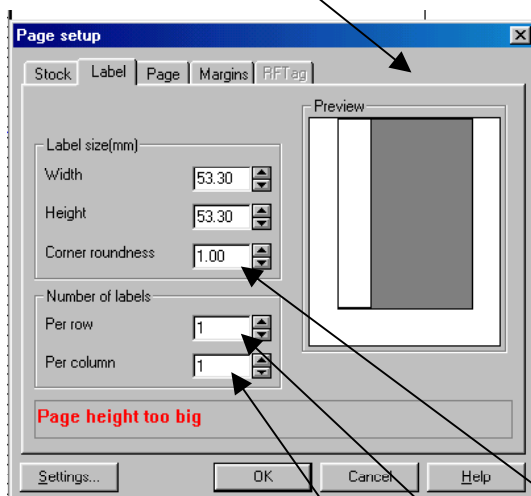 Page setup
Stock Label Page Margins RFTag
Preview
Label size(mm)
Width 53.30
Height 53.30
Corner roundness 1.00
Number of labels
Per row 1
Per column 1
Page height too big
Settings... OK Cancel Help